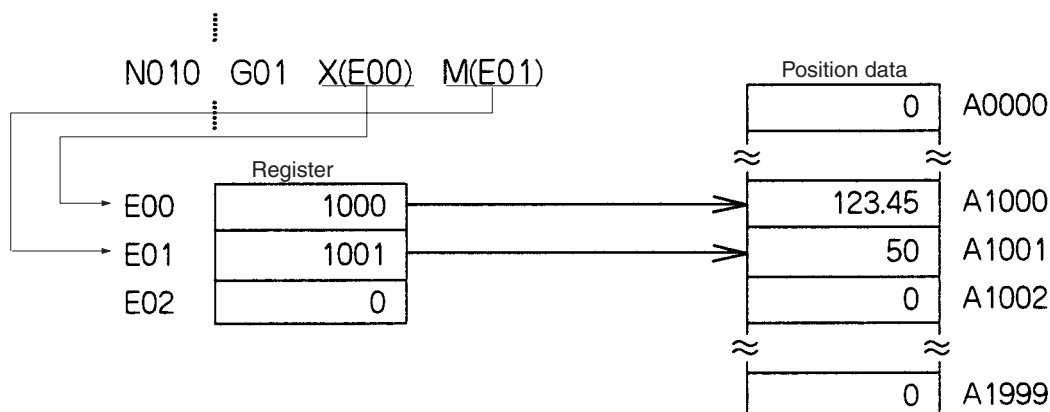 N010 G01 X(E00) M(E01)
Position data
0 A0000
Register
E00 1000 123.45 A1000
E01 1001 50 A1001
E02 0 0 A1002
0 A1999